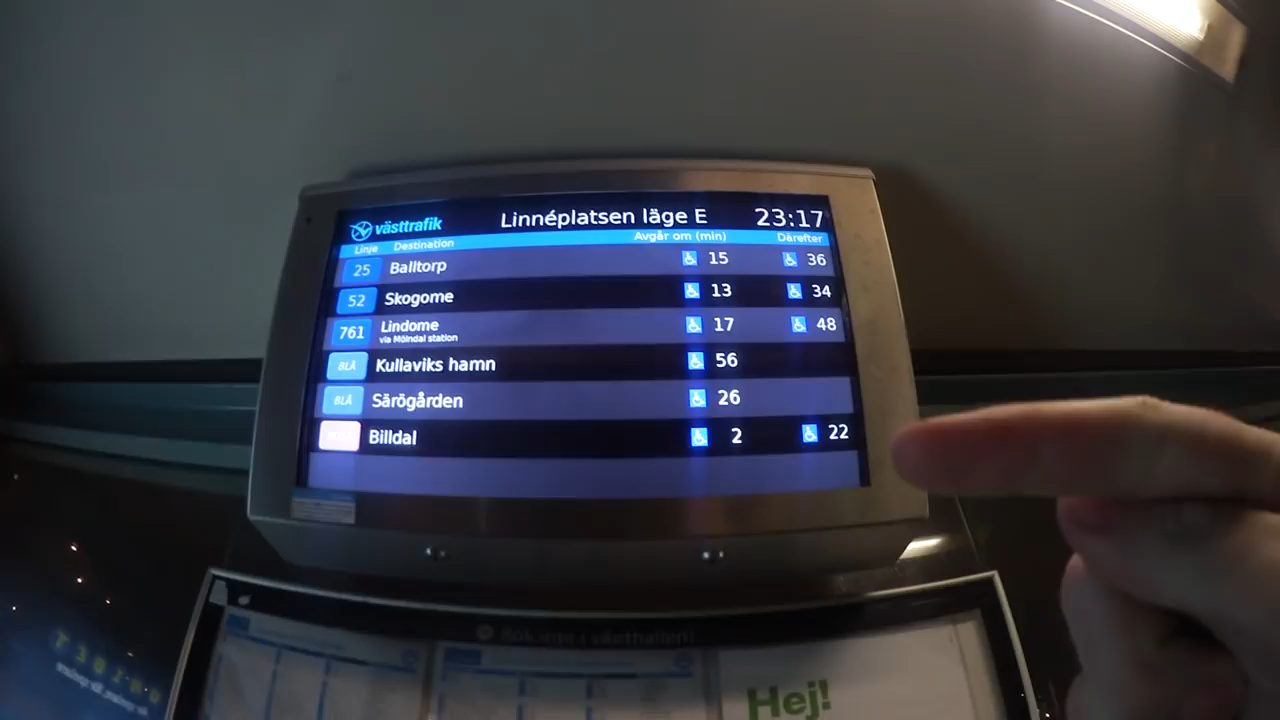 västtrafik Linnéplatsen läge E 23:17
Linje Destination Avgår om (min) Därefter
25 Balltorp 15 36
52 Skogome 13 34
761 Lindome 17 48
via Mölndal station
BLÅ Kullaviks hamn 56
BLÅ Särögården 26
Billdal 2 22
Hej!